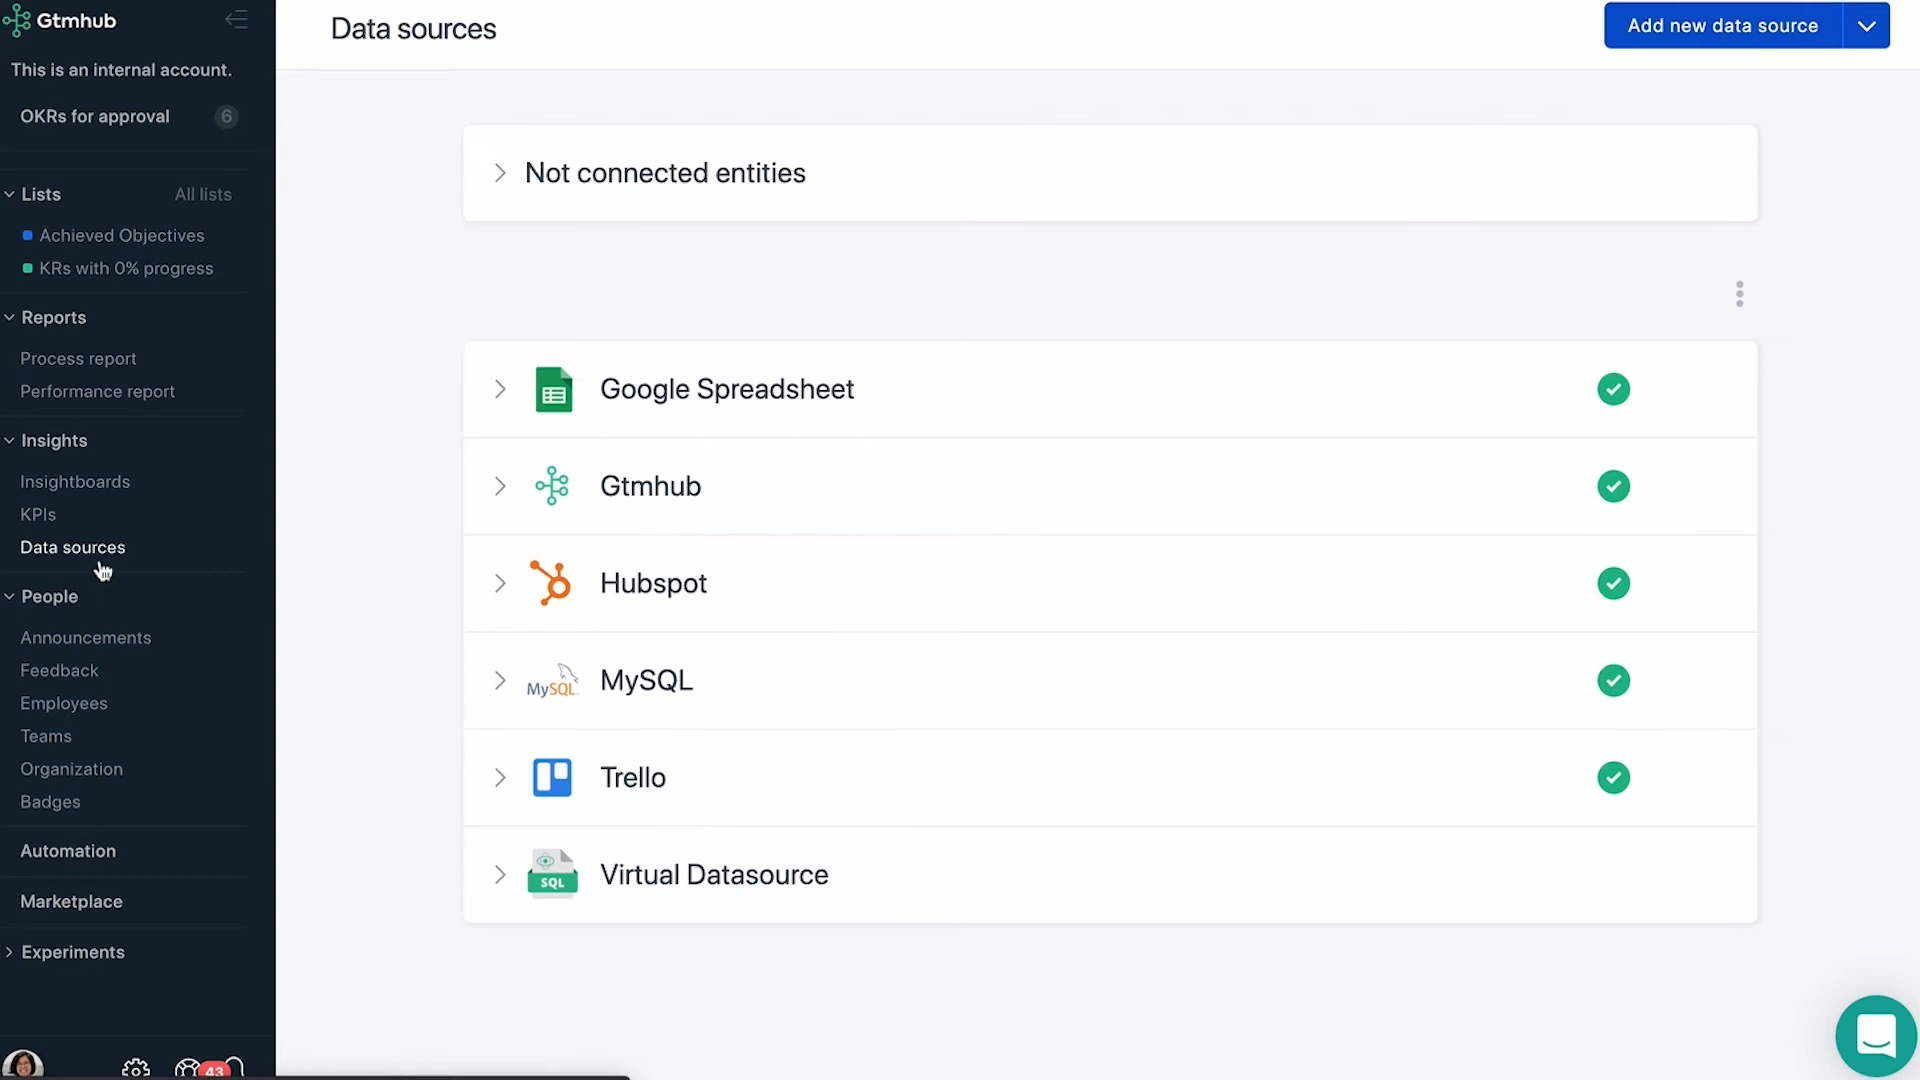 Gtmhub
This is an internal account.
OKRs for approval 6
Lists All lists
Achieved Objectives
KRs with 0% progress
Reports
Process report
Performance report
Insights
Insightboards
KPIs
Data sources
People
Announcements
Feedback
Employees
Teams
Organization
Badges
Automation
Marketplace
Experiments
43
Data sources
Add new data source
Not connected entities
Google Spreadsheet
Gtmhub
Hubspot
MySQL MySQL
Trello
SQL Virtual Datasource